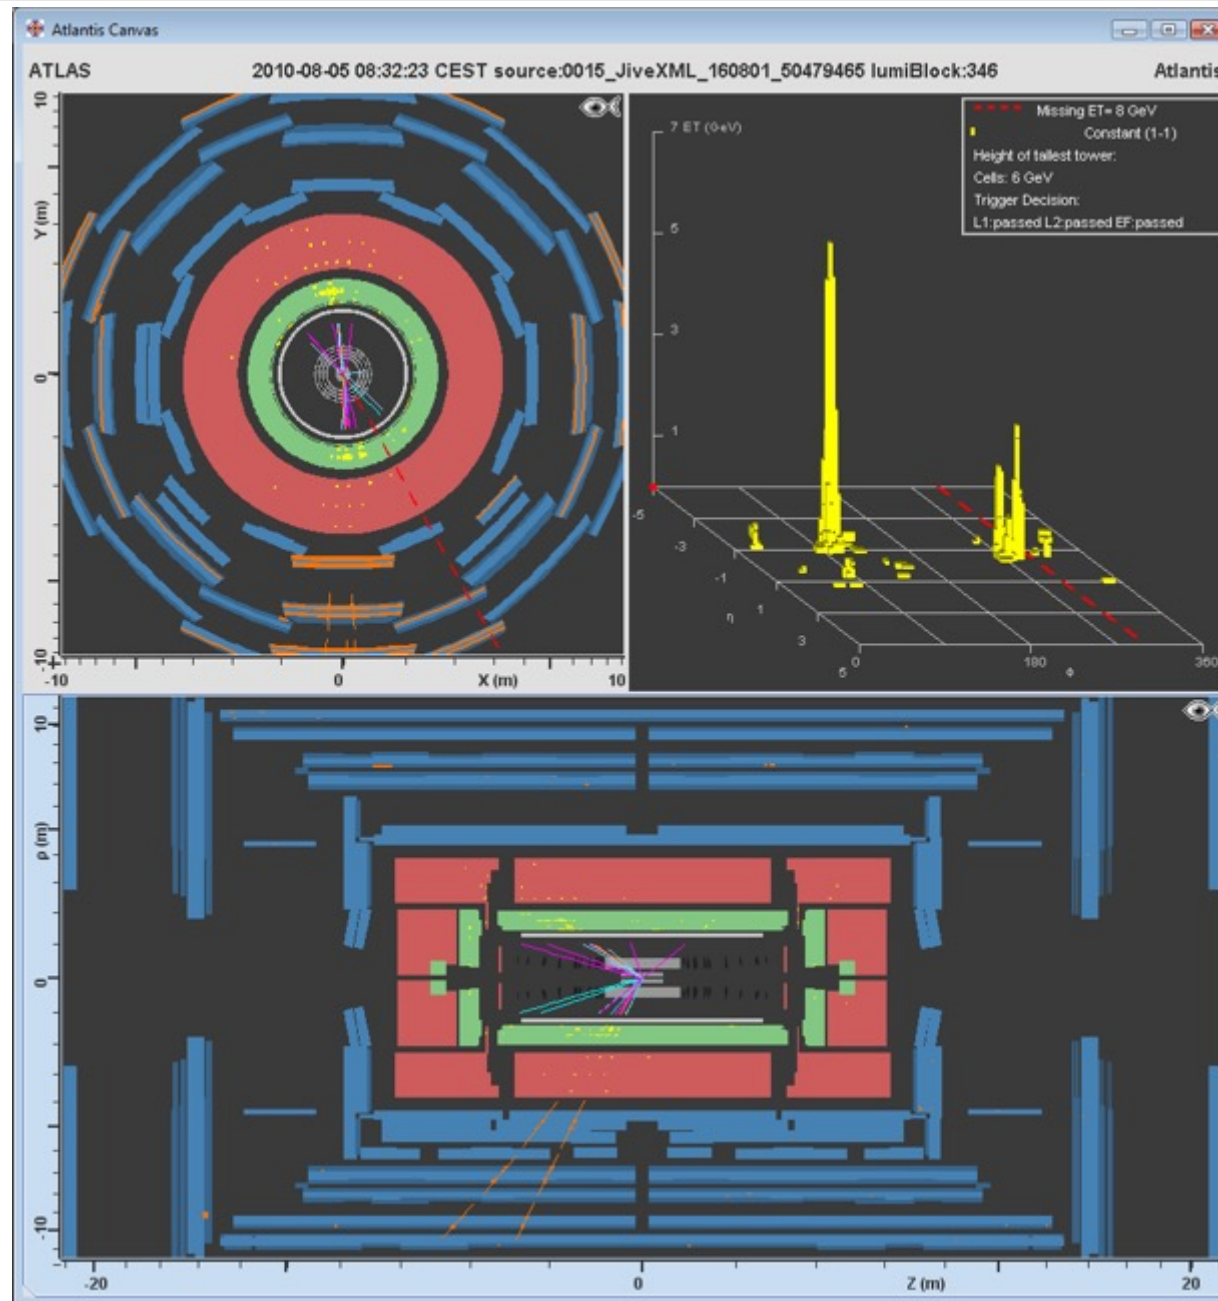 Atlantis Canvas
ATLAS 2010-08-05 08:32:23 CEST source:0015_JiveXML_160801_50479465 lumiBlock:346 Atlantis
10
Y (m)
0
-10
-10 0 X (m) 10
7 ET (GeV)
5
3
1
-5
-3
-1
η
1
3
5
0 180 360
Φ
Missing ET= 8 GeV
Constant (1-1)
Height of tallest tower:
Cells: 6 GeV
Trigger Decision:
L1:passed L2:passed EF:passed
10
ρ (m)
0
-10
-20 0 Z (m) 20